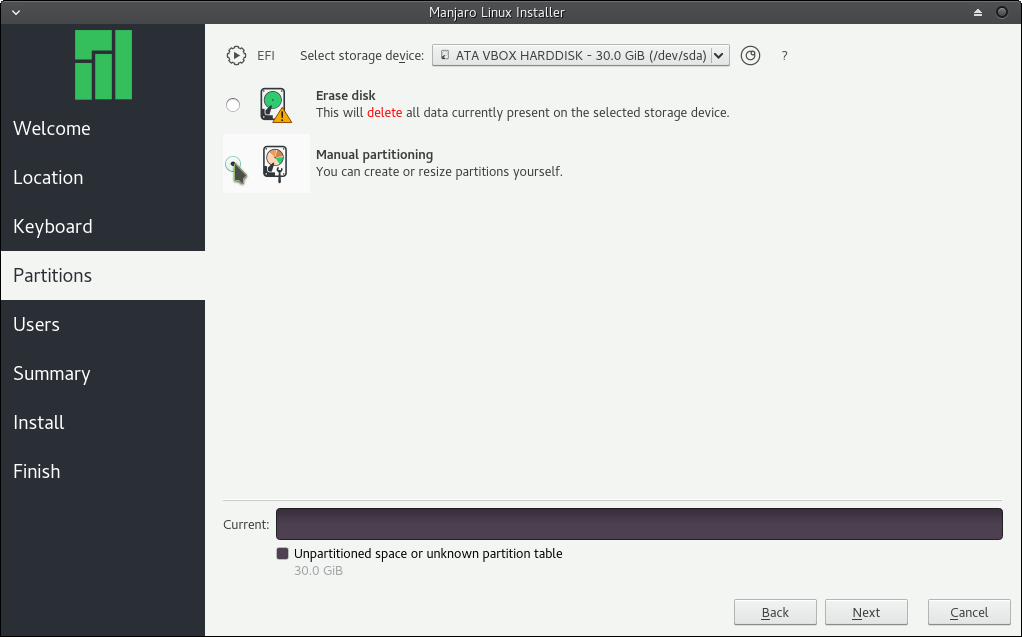 Manjaro Linux Installer
EFI Select storage device: ATA VBOX HARDDISK - 30.0 GiB (/dev/sda) ?
Erase disk
This will delete all data currently present on the selected storage device.
Manual partitioning
You can create or resize partitions yourself.
Welcome
Location
Keyboard
Partitions
Users
Summary
Install
Finish
Current:
Unpartitioned space or unknown partition table
30.0 GiB
Back Next Cancel